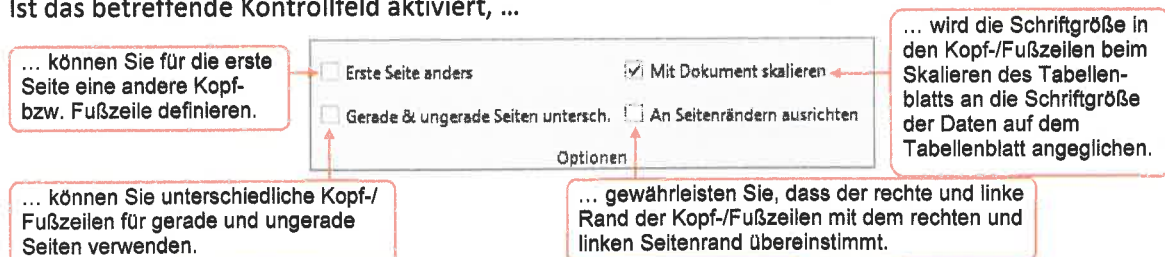 Ist das betreffende Kontrollfeld aktiviert, ...
... können Sie für die erste
Seite eine andere Kopf-
bzw. Fußzeile definieren.
Erste Seite anders
Mit Dokument skalieren
Gerade & ungerade Seiten untersch.
An Seitenrändern ausrichten
Optionen
... wird die Schriftgröße in
den Kopf-/Fußzeilen beim
Skalieren des Tabellen-
blatts an die Schriftgröße
der Daten auf dem
Tabellenblatt angeglichen.
... können Sie unterschiedliche Kopf-/
Fußzeilen für gerade und ungerade
Seiten verwenden.
... gewährleisten Sie, dass der rechte und linke
Rand der Kopf-/Fußzeilen mit dem rechten und
linken Seitenrand übereinstimmt.